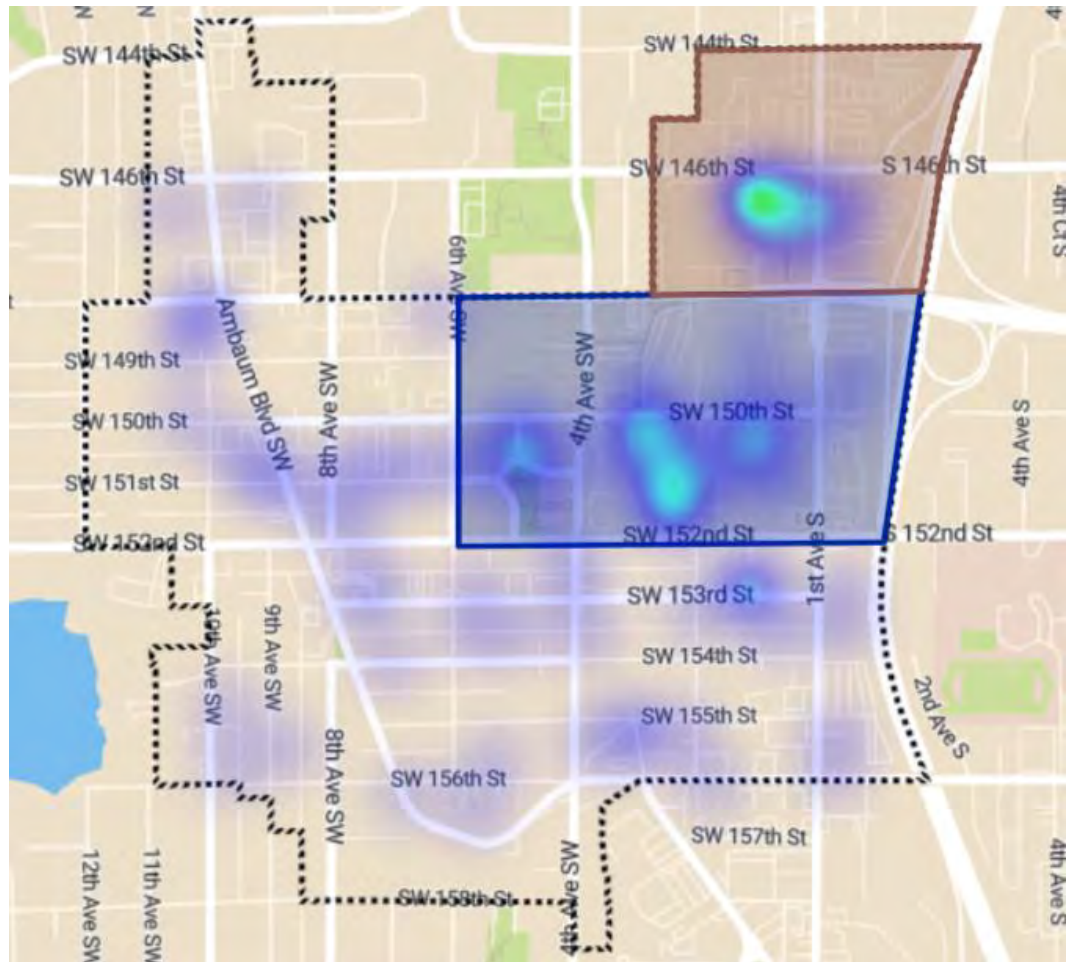 SW 144th St
SW 144th St
SW 146th St
SW 146th St
S 146th St
4th Ct S
6th Ave SW
Ambaum Blvd SW
SW 149th St
8th Ave SW
4th Ave SW
SW 150th St
SW 150th St
4th Ave S
SW 151st St
SW 152nd St
SW 152nd St
S 152nd St
1st Ave S
SW 153rd St
10th Ave SW
9th Ave SW
SW 154th St
SW 155th St
2nd Ave S
8th Ave SW
SW 156th St
SW 157th St
12th Ave SW
11th Ave SW
4th Ave SW
4th Ave S
SW 158th St